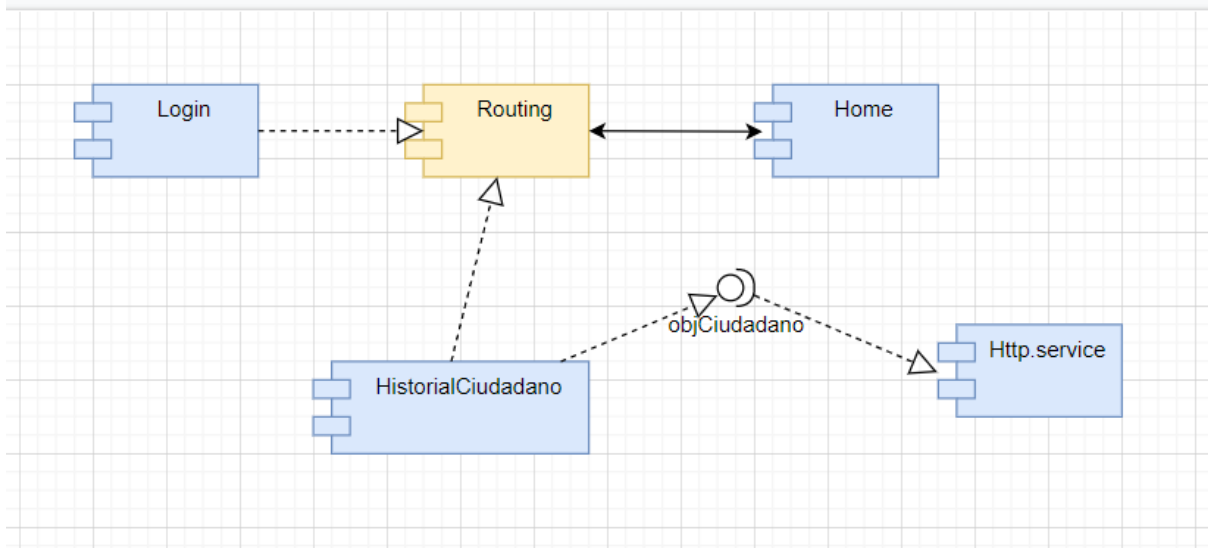 Login
Routing
Home
objCiudadano
Http.service
HistorialCiudadano